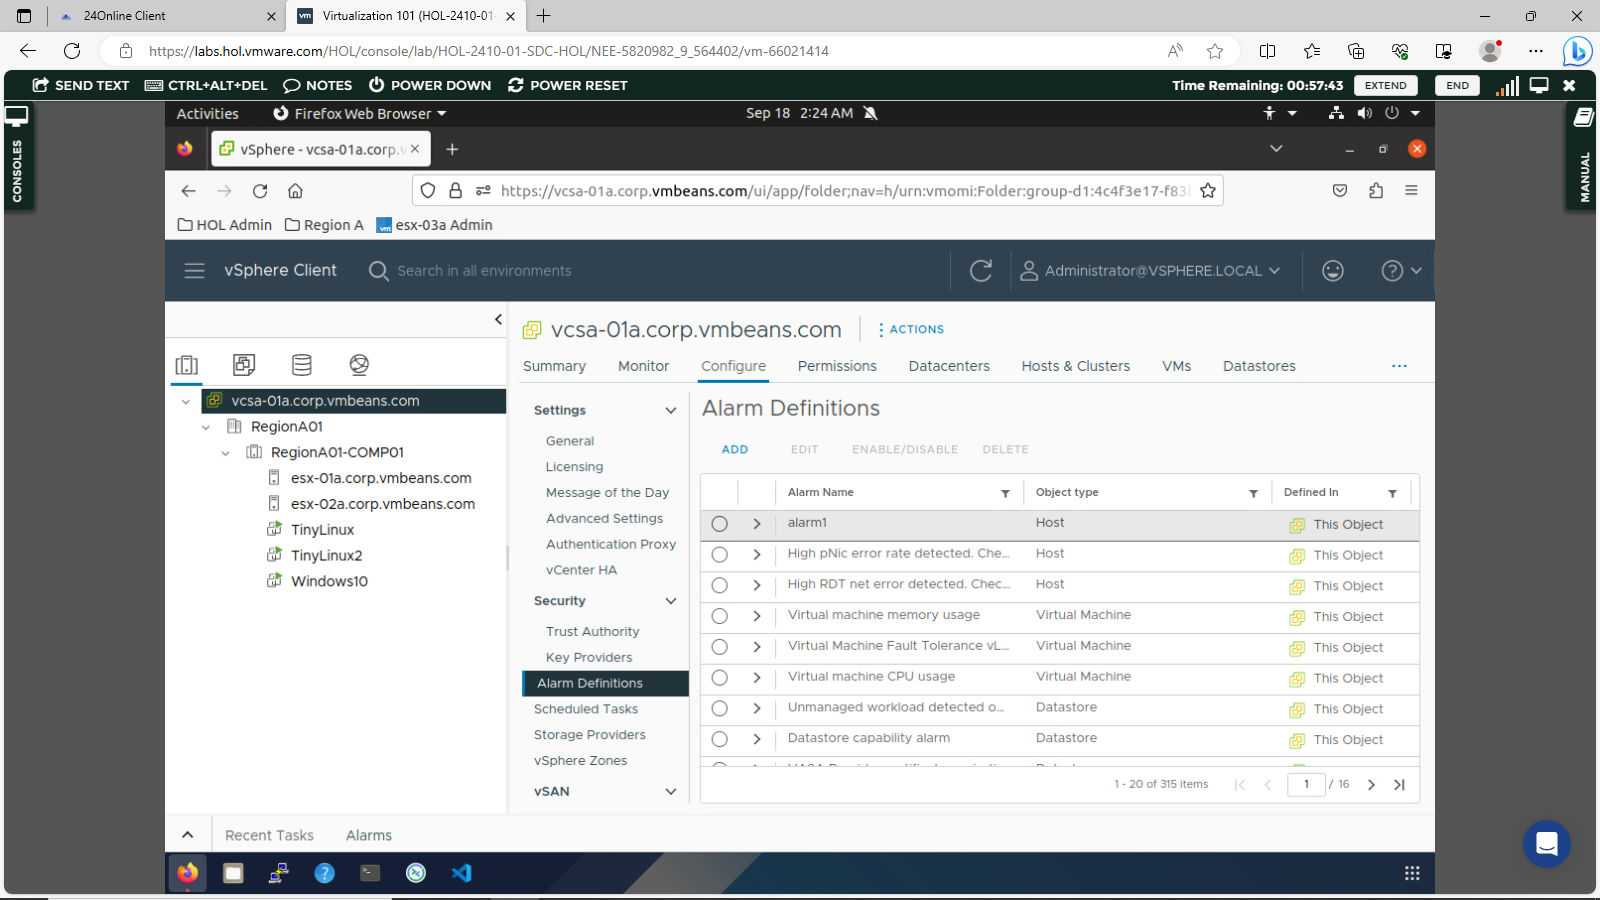 24Online Client
Virtualization 101 (HOL-2410-01-
https://labs.hol.vmware.com/HOL/console/lab/HOL-2410-01-SDC-HOL/NEE-5820982_9_564402/vm-66021414
SEND TEXT
CTRL+ALT+DEL
NOTES
POWER DOWN
POWER RESET
Time Remaining: 00:57:43
EXTEND
END
CONSOLES
MANUAL
Activities
Firefox Web Browser
Sep 18 2:24 AM
vSphere - vcsa-01a.corp.v
https://vcsa-01a.corp.vmbeans.com/ui/app/folder;nav=h/urn:vmomi:Folder:group-d1:4c4f3e17-f83
HOL Admin
Region A
vm
esx-03a Admin
vSphere Client
Search in all environments
Administrator@VSPHERE.LOCAL
vcsa-01a.corp.vmbeans.com
ACTIONS
Summary
Monitor
Configure
Permissions
Datacenters
Hosts & Clusters
VMs
Datastores
vcsa-01a.corp.vmbeans.com
RegionA01
RegionA01-COMP01
esx-01a.corp.vmbeans.com
esx-02a.corp.vmbeans.com
TinyLinux
TinyLinux2
Windows10
Settings
General
Licensing
Message of the Day
Advanced Settings
Authentication Proxy
vCenter HA
Security
Trust Authority
Key Providers
Alarm Definitions
Scheduled Tasks
Storage Providers
vSphere Zones
vSAN
Alarm Definitions
ADD
EDIT
ENABLE/DISABLE
DELETE
Alarm Name
Object type
Defined In
alarm1 Host This Object
High pNic error rate detected. Che... Host This Object
High RDT net error detected. Chec... Host This Object
Virtual machine memory usage Virtual Machine This Object
Virtual Machine Fault Tolerance vL... Virtual Machine This Object
Virtual machine CPU usage Virtual Machine This Object
Unmanaged workload detected o... Datastore This Object
Datastore capability alarm Datastore This Object
1 - 20 of 315 items
1 / 16
Recent Tasks
Alarms